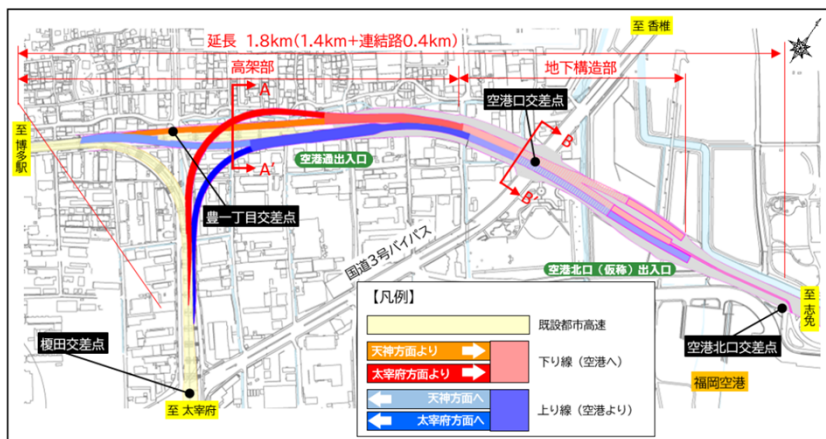 至 香椎
延長 1.8km(1.4km+連結路0.4km)
高架部
地下構造部
A
空港口交差点
B
至 博多駅
空港通出入口
A'
B'
豊一丁目交差点
国道3号バイパス
空港北口（仮称）出入口
至 志免
【凡例】
既設都市高速
榎田交差点
空港北口交差点
天神方面より
下り線（空港へ）
太宰府方面より
福岡空港
天神方面へ
上り線（空港より）
至 太宰府
太宰府方面へ